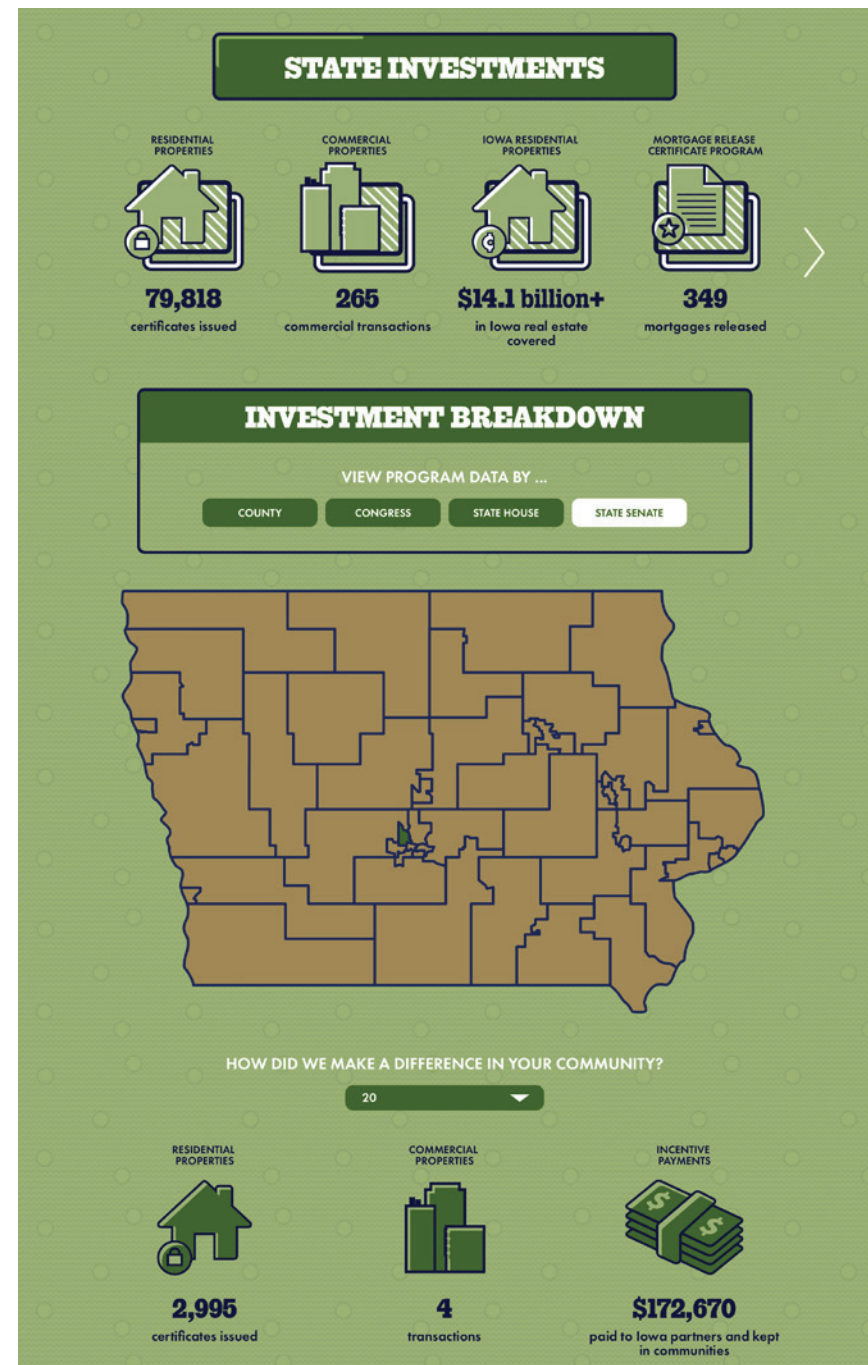 STATE INVESTMENTS
RESIDENTIAL
PROPERTIES
79,818
certificates issued
COMMERCIAL
PROPERTIES
265
commercial transactions
IOWA RESIDENTIAL
PROPERTIES
$14.1 billion+
in Iowa real estate
covered
MORTGAGE RELEASE
CERTIFICATE PROGRAM
349
mortgages released
INVESTMENT BREAKDOWN
VIEW PROGRAM DATA BY ...
COUNTY
CONGRESS
STATE HOUSE
STATE SENATE
HOW DID WE MAKE A DIFFERENCE IN YOUR COMMUNITY?
20
RESIDENTIAL
PROPERTIES
2,995
certificates issued
COMMERCIAL
PROPERTIES
4
transactions
INCENTIVE
PAYMENTS
$ $
$172,670
paid to Iowa partners and kept
in communities